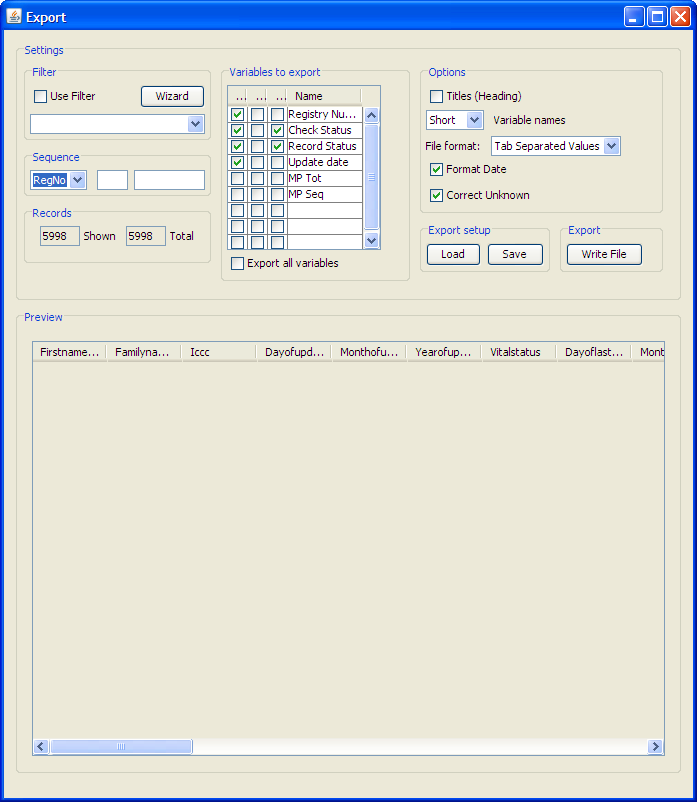 Export
Settings
Filter
Use Filter
Wizard
Sequence
RegNo
Records
5998 Shown 5998 Total
Variables to export
... ... ... Name
Registry Nu...
Check Status
Record Status
Update date
MP Tot
MP Seq
Export all variables
Options
Titles (Heading)
Short Variable names
File format: Tab Separated Values
Format Date
Correct Unknown
Export setup
Load Save
Export
Write File
Preview
Firstname... Familyna... Iccc Dayofupd... Monthofu... Yearofup... Vitalstatus Dayoflast... Mont